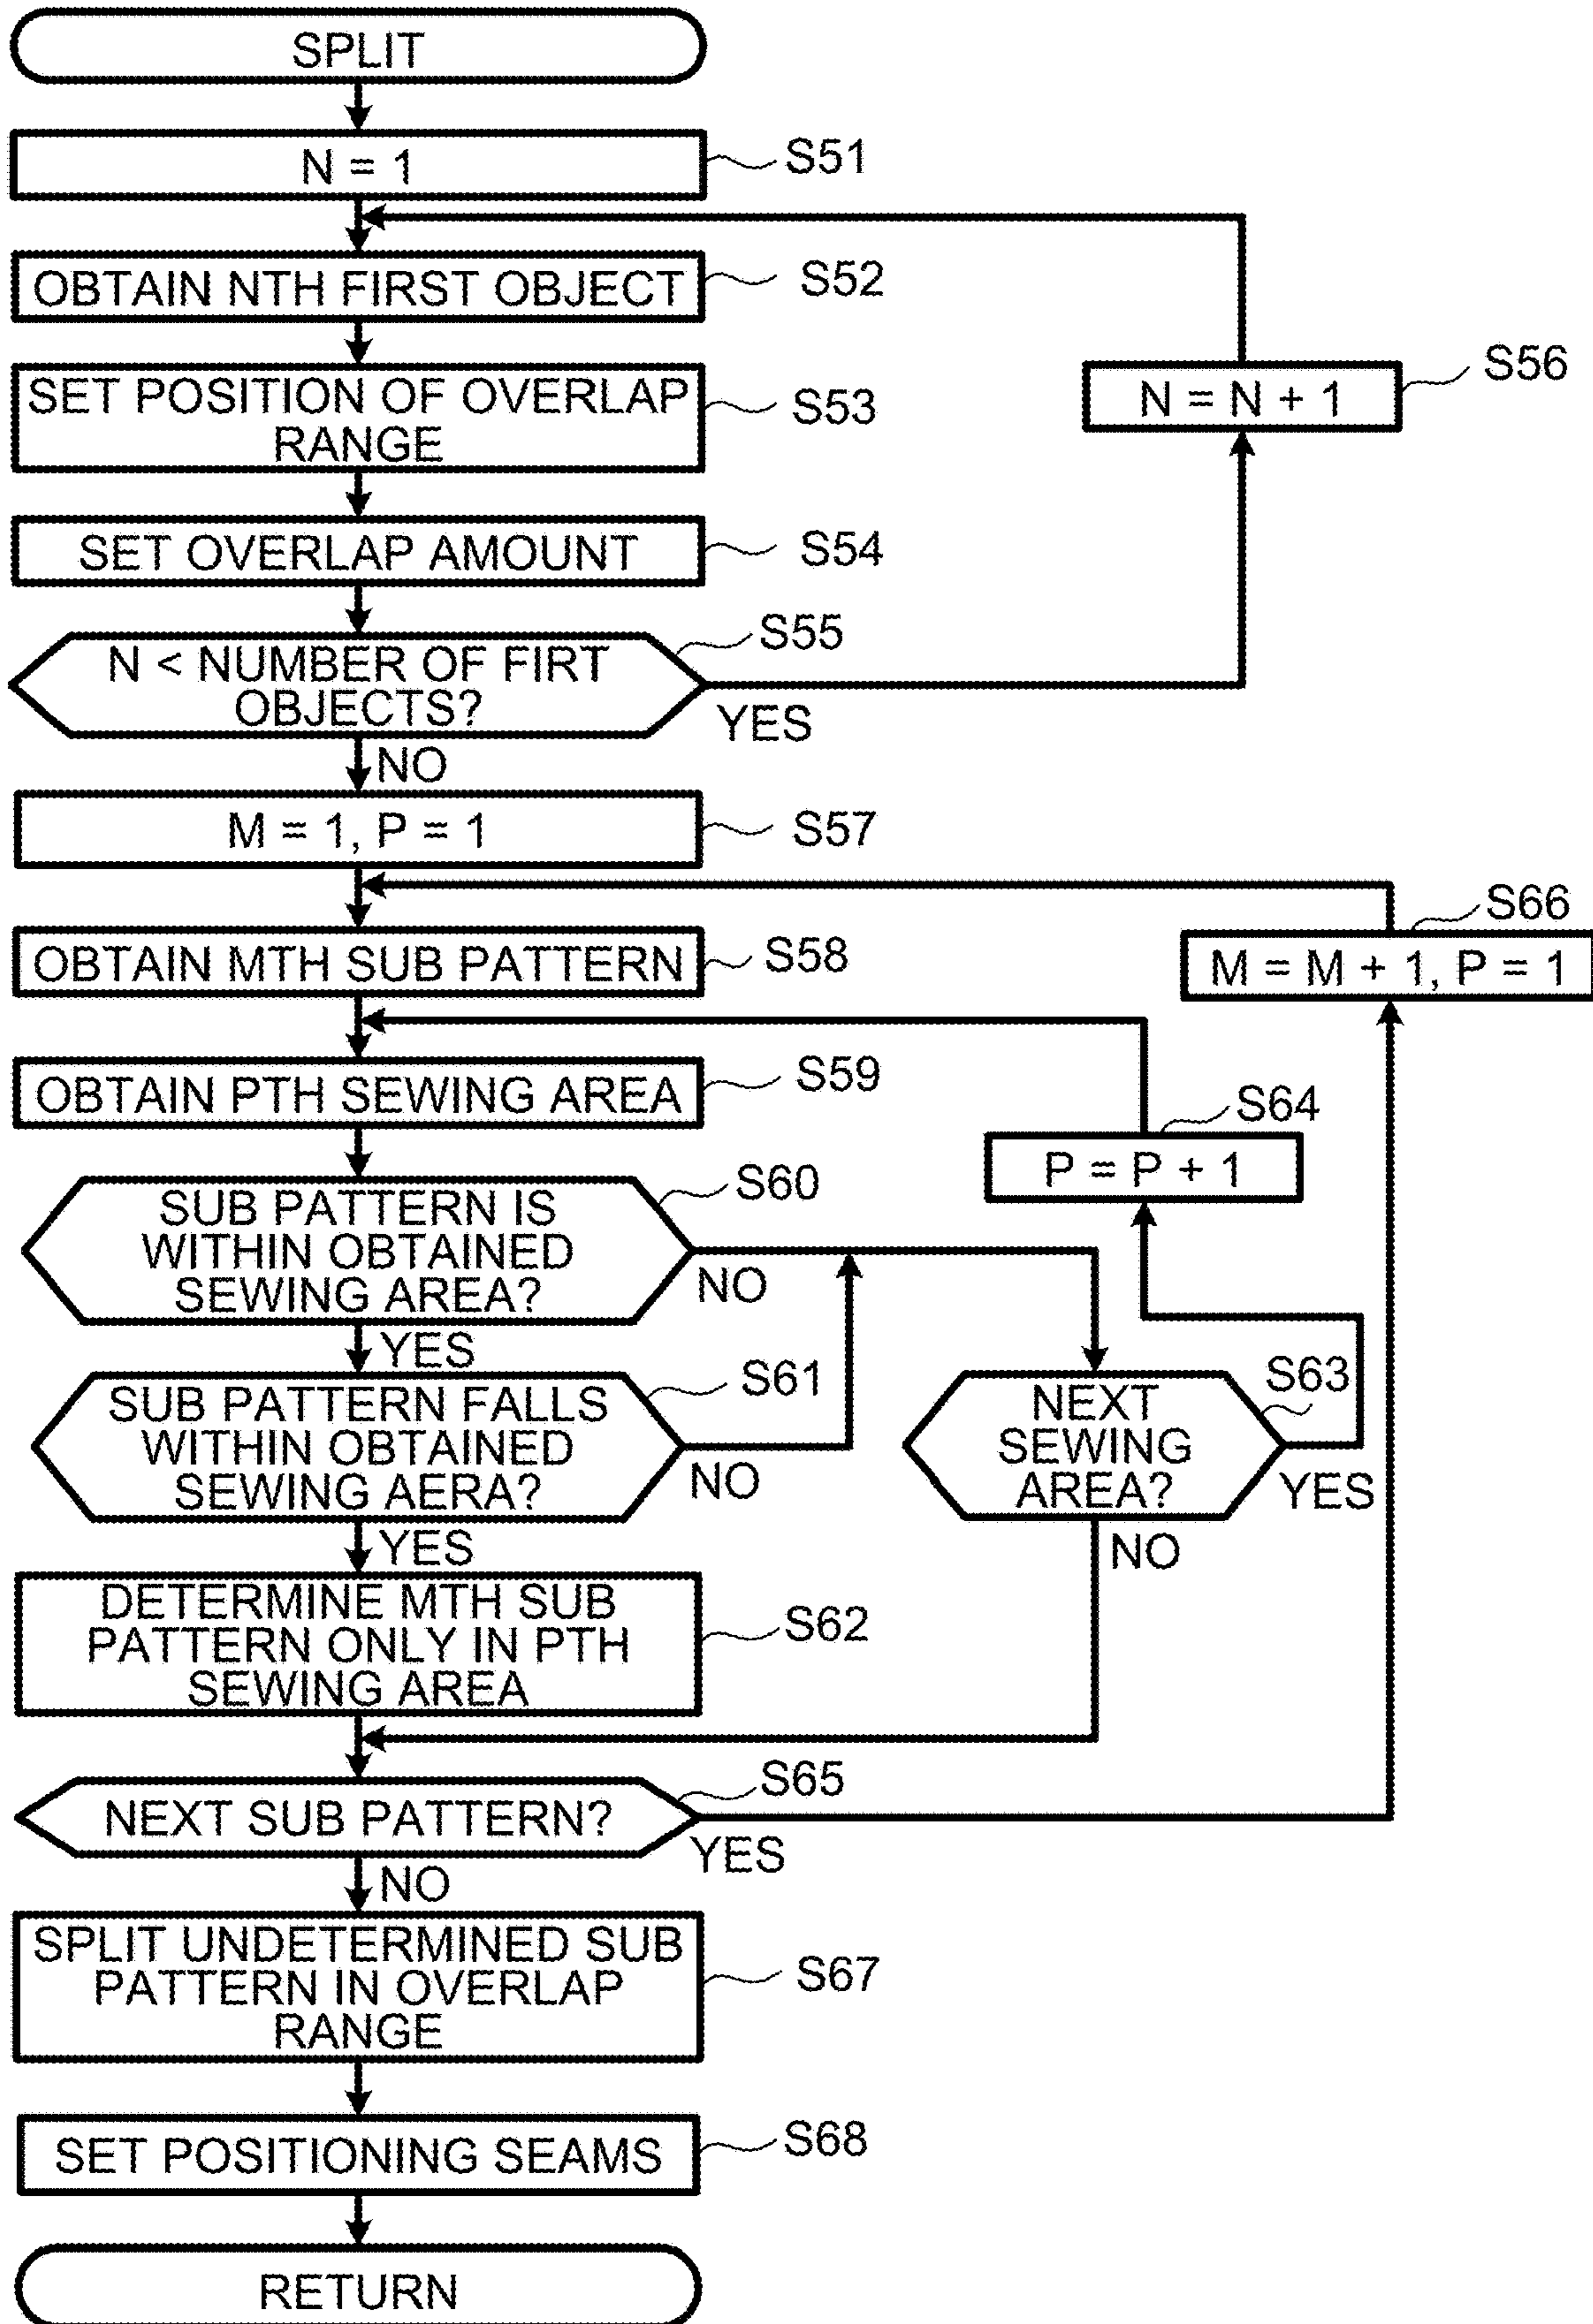 SPLIT
N = 1
S51
OBTAIN NTH FIRST OBJECT
S52
SET POSITION OF OVERLAP
RANGE
S53
N = N + 1
S56
SET OVERLAP AMOUNT
S54
N < NUMBER OF FIRT
OBJECTS?
S55
YES
NO
M = 1, P = 1
S57
OBTAIN MTH SUB PATTERN
S58
M = M + 1, P = 1
S66
OBTAIN PTH SEWING AREA
S59
P = P + 1
S64
SUB PATTERN IS
WITHIN OBTAINED
SEWING AREA?
S60
NO
YES
SUB PATTERN FALLS
WITHIN OBTAINED
SEWING AERA?
S61
NO
YES
NEXT
SEWING
AREA?
S63
YES
NO
DETERMINE MTH SUB
PATTERN ONLY IN PTH
SEWING AREA
S62
NEXT SUB PATTERN?
S65
YES
NO
SPLIT UNDETERMINED SUB
PATTERN IN OVERLAP
RANGE
S67
SET POSITIONING SEAMS
S68
RETURN